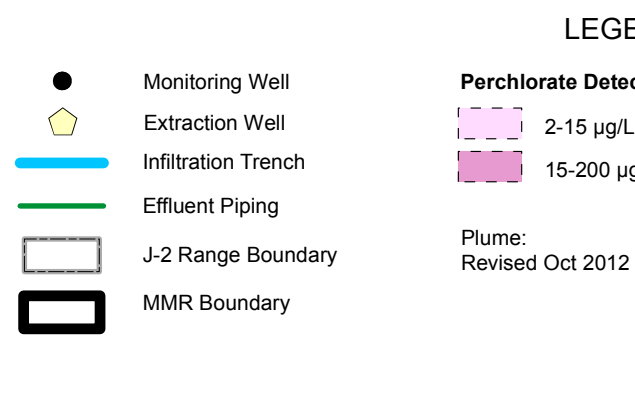 LEGE
Monitoring Well
Extraction Well
Infiltration Trench
Effluent Piping
J-2 Range Boundary
MMR Boundary
Perchlorate Detec
2-15 µg/L
15-200 µg
Plume:
Revised Oct 2012